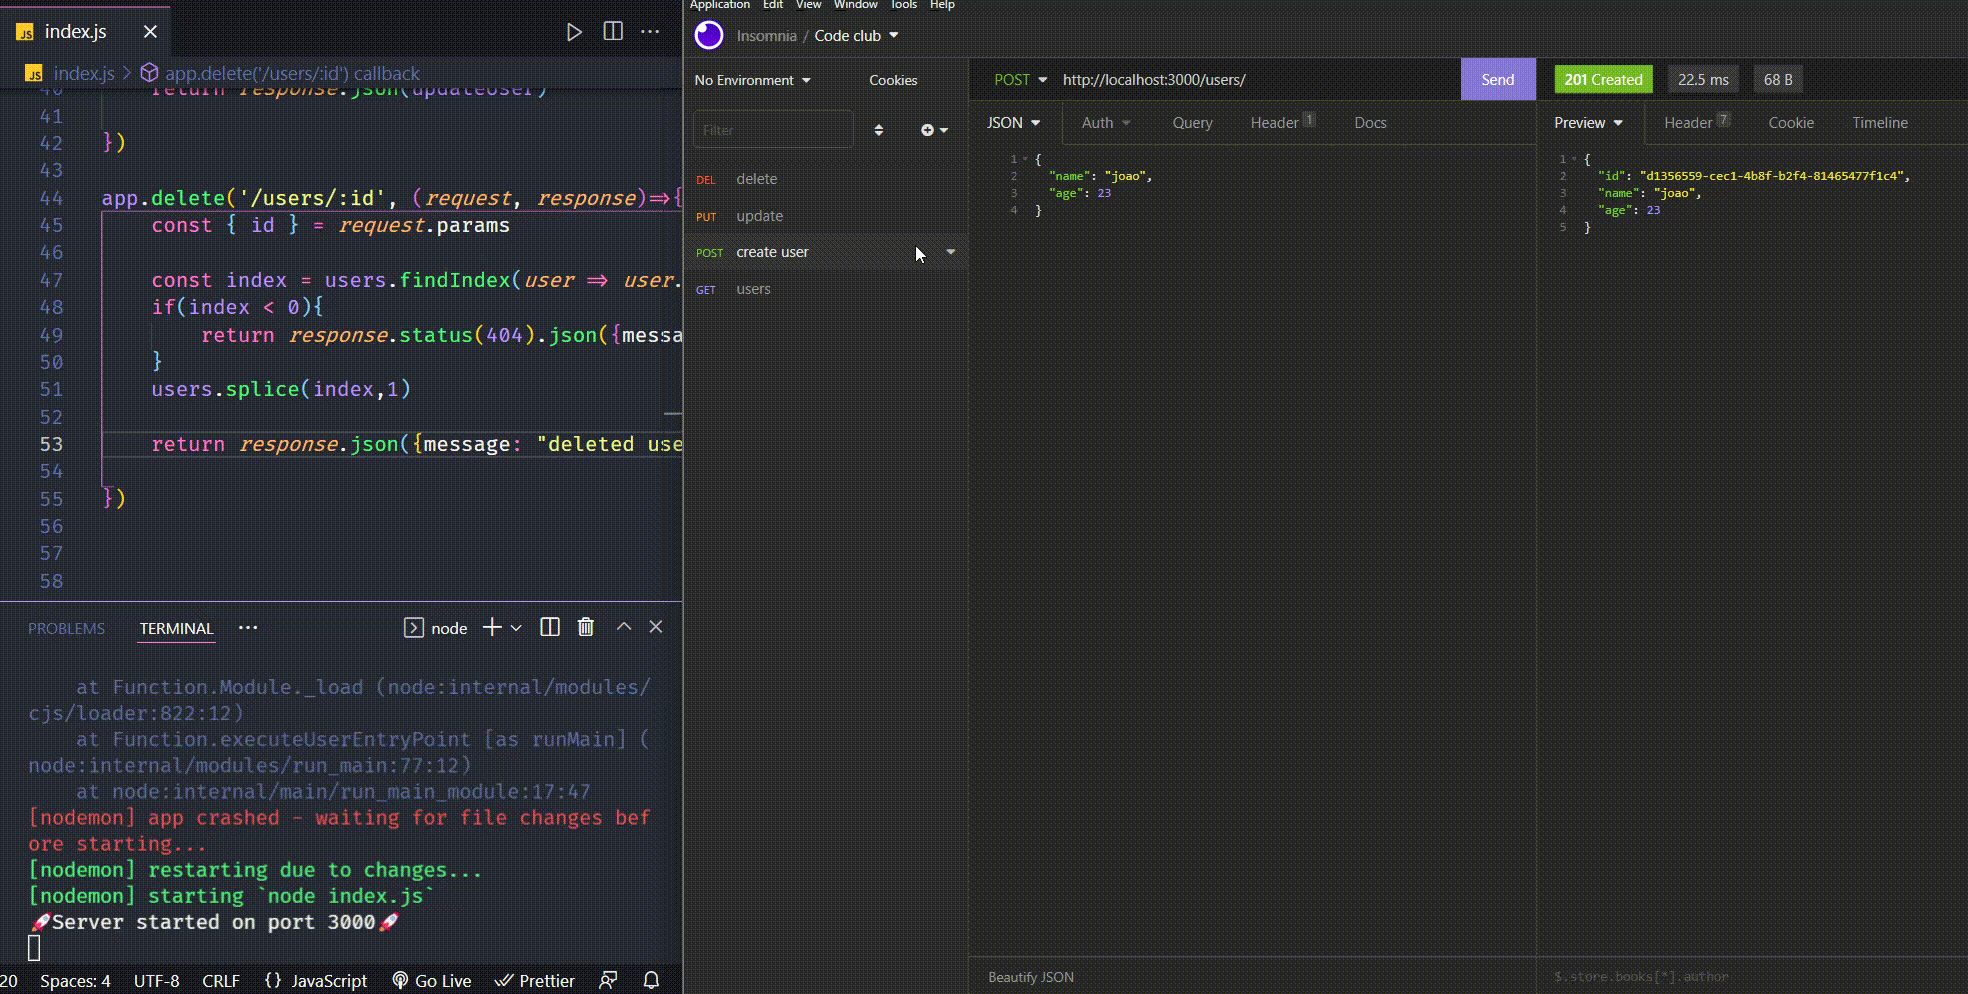 index.js
index.js > app.delete('/users/:id') callback
40 return response.json(updateUser)
41
42 })
43
44 app.delete('/users/:id', (request, response)=>{
45 const { id } = request.params
46
47 const index = users.findIndex(user => user.
48 if(index < 0){
49 return response.status(404).json({messa
50 }
51 users.splice(index,1)
52
53 return response.json({message: "deleted use
54
55 })
56
57
58
PROBLEMS TERMINAL ··· node
at Function.Module._load (node:internal/modules/
cjs/loader:822:12)
at Function.executeUserEntryPoint [as runMain] (
node:internal/modules/run_main:77:12)
at node:internal/main/run_main_module:17:47
[nodemon] app crashed - waiting for file changes bef
ore starting...
[nodemon] restarting due to changes...
[nodemon] starting `node index.js`
🚀Server started on port 3000🚀
20 Spaces: 4 UTF-8 CRLF {} JavaScript Go Live Prettier
Application Edit View Window Tools Help
Insomnia / Code club
No Environment Cookies
Filter
DEL delete
PUT update
POST create user
GET users
POST http://localhost:3000/users/ Send
JSON Auth Query Header 1 Docs
1 {
2 "name": "joao",
3 "age": 23
4 }
Beautify JSON
201 Created 22.5 ms 68 B
Preview Header 7 Cookie Timeline
1 {
2 "id": "d1356559-cec1-4b8f-b2f4-81465477f1c4",
3 "name": "joao",
4 "age": 23
5 }
$.store.books[*].author